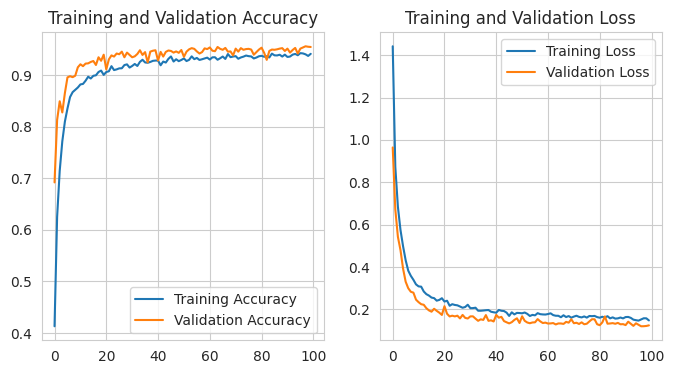 Training and Validation Accuracy
0.9
0.8
0.7
0.6
0.5
0.4
0 20 40 60 80 100
Training Accuracy
Validation Accuracy
Training and Validation Loss
1.4
1.2
1.0
0.8
0.6
0.4
0.2
0 20 40 60 80 100
Training Loss
Validation Loss